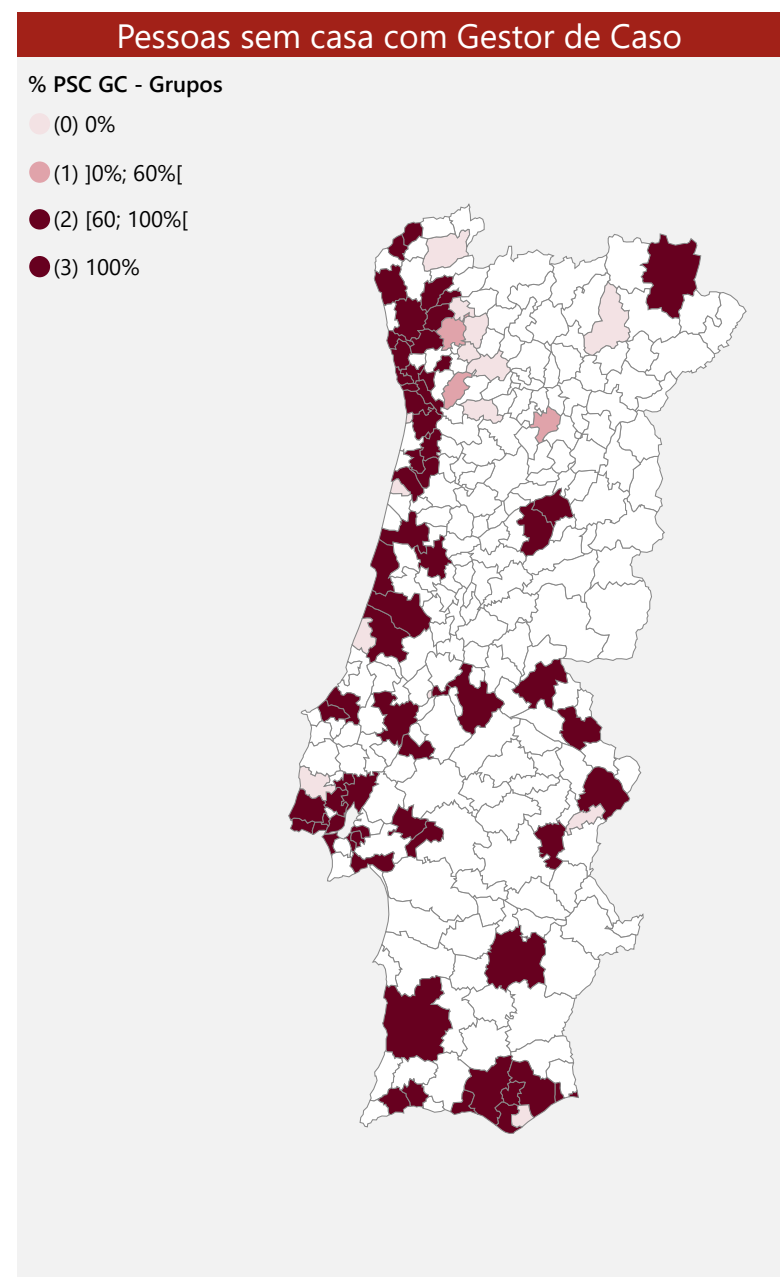 Pessoas sem casa com Gestor de Caso
% PSC GC - Grupos
(0) 0%
(1) ]0%; 60%[
(2) [60; 100%[
(3) 100%